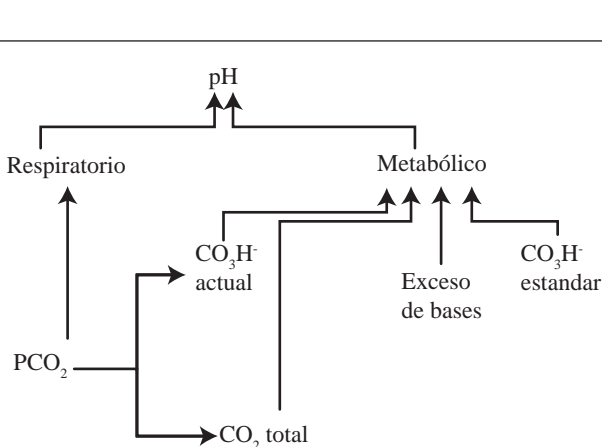 pH
Respiratorio
Metabólico
CO₃H⁻
actual
Exceso
de bases
CO₃H⁻
estandar
PCO₂
CO₂ total